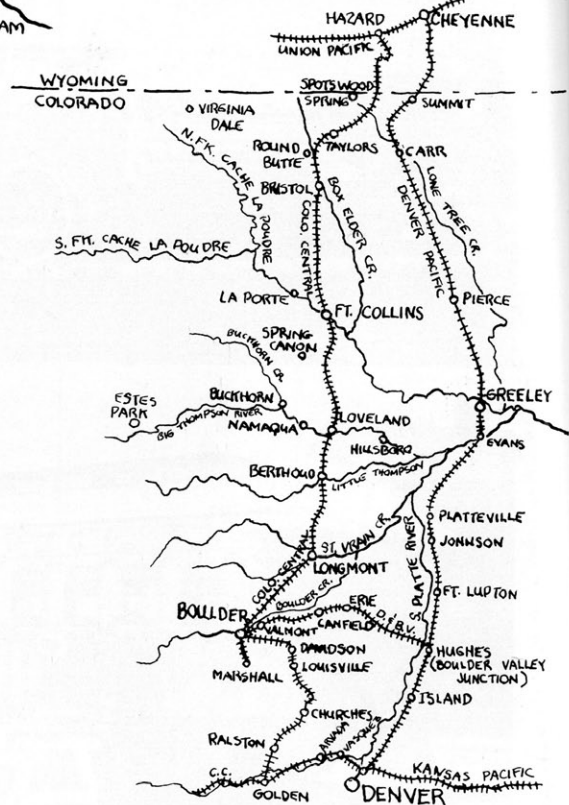 AM
HAZARD
CHEYENNE
UNION PACIFIC
WYOMING
COLORADO
SPOTSWOOD
SPRING
SUMMIT
VIRGINIA
DALE
N. FK. CACHE LA POUDRE
ROUND
BUTTE
TAYLORS
CARR
BRISTOL
BOX ELDER CR.
COLO. CENTRAL
DENVER PACIFIC
LONE TREE CR.
S. FK. CACHE LA POUDRE
LA PORTE
FT. COLLINS
PIERCE
SPRING
CANON
BUCKHORN CR.
ESTES
PARK
BUCKHORN
BIG THOMPSON RIVER
NAMAQUA
LOVELAND
HILLSBORO
GREELEY
EVANS
BERTHOUD
LITTLE THOMPSON
PLATTEVILLE
JOHNSON
ST. VRAIN CR.
LONGMONT
COLO. CENTRAL
BOULDER CR.
S. PLATTE RIVER
FT. LUPTON
BOULDER
VALMONT
CANFIELD
ERIE
D. & B.V.
DAVIDSON
LOUISVILLE
MARSHALL
HUGHES
(BOULDER VALLEY
JUNCTION)
ISLAND
CHURCHES
RALSTON
ARVADA
VASQUEZ
C.C.
GOLDEN
DENVER
KANSAS PACIFIC